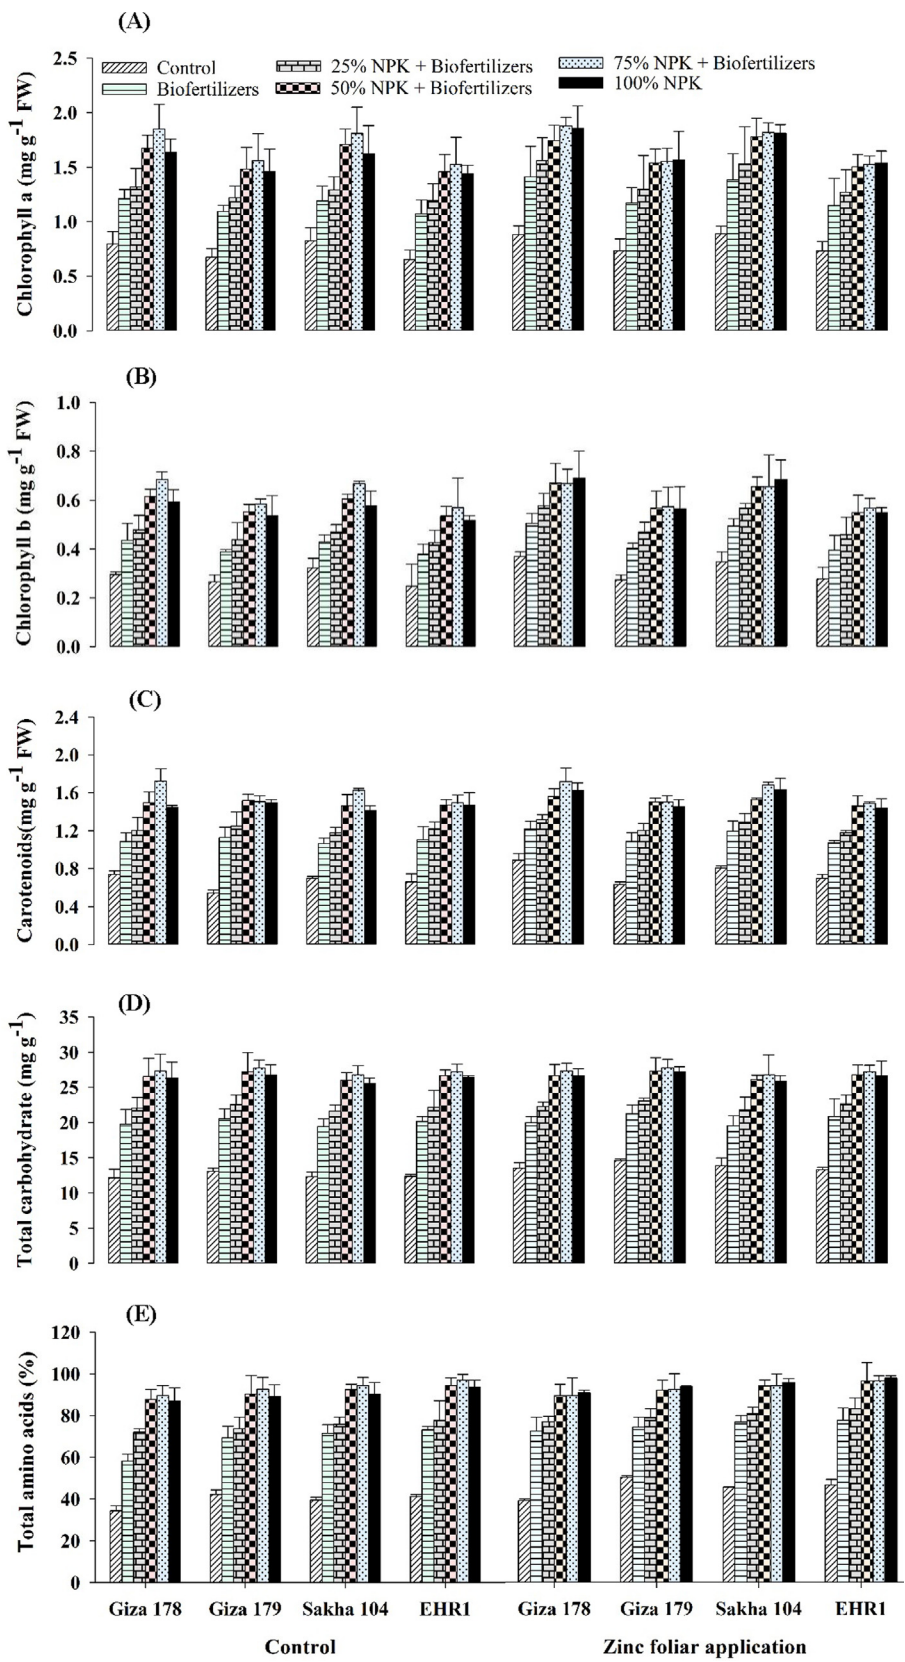 (A)
Chlorophyll a (mg g-1 FW)
2.5
2.0
1.5
1.0
0.5
0.0
Control
Biofertilizers
25% NPK + Biofertilizers
50% NPK + Biofertilizers
75% NPK + Biofertilizers
100% NPK
(B)
Chlorophyll b (mg g-1 FW)
1.0
0.8
0.6
0.4
0.2
0.0
(C)
Carotenoids(mg g-1 FW)
2.4
2.0
1.6
1.2
0.8
0.4
0.0
(D)
Total carbohydrate (mg g-1)
35
30
25
20
15
10
5
0
(E)
Total amino acids (%)
120
100
80
60
40
20
0
Giza 178 Giza 179 Sakha 104 EHR1 Giza 178 Giza 179 Sakha 104 EHR1
Control Zinc foliar application